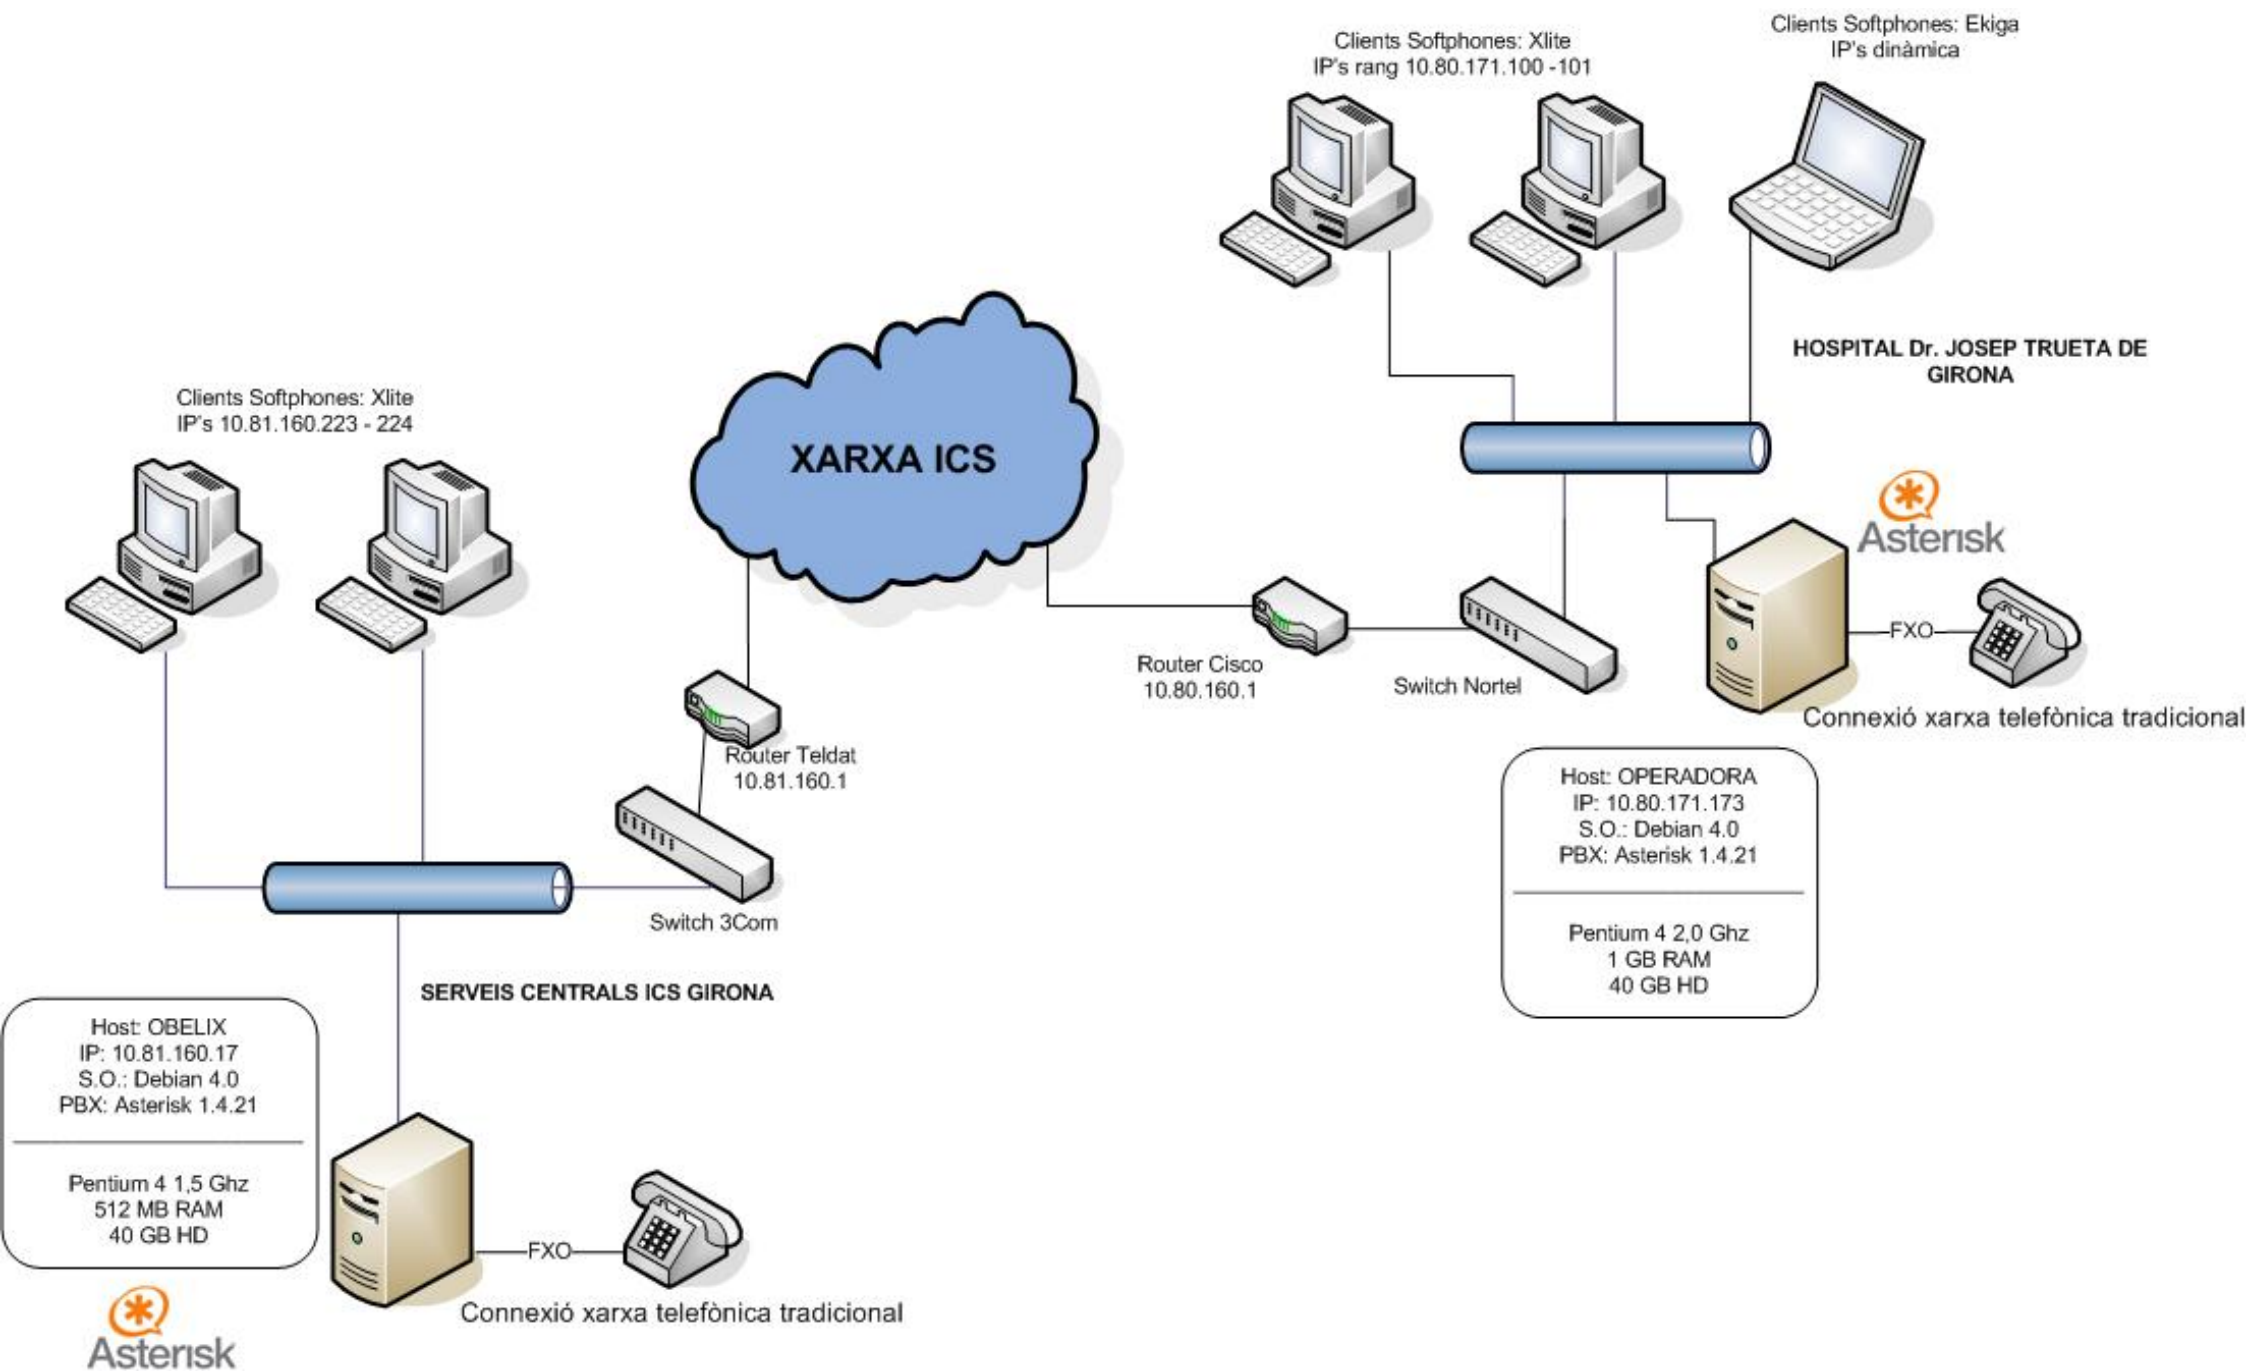 Clients Softphones: Ekiga
IP's dinàmica
Clients Softphones: Xlite
IP's rang 10.80.171.100 -101
HOSPITAL Dr. JOSEP TRUETA DE
GIRONA
Clients Softphones: Xlite
IP's 10.81.160.223 - 224
XARXA ICS
Asterisk
FXO
Router Cisco
10.80.160.1
Switch Nortel
Connexió xarxa telefònica tradicional
Router Teldat
10.81.160.1
Host: OPERADORA
IP: 10.80.171.173
S.O.: Debian 4.0
PBX: Asterisk 1.4.21
Pentium 4 2,0 Ghz
1 GB RAM
40 GB HD
Switch 3Com
SERVEIS CENTRALS ICS GIRONA
Host: OBELIX
IP: 10.81.160.17
S.O.: Debian 4.0
PBX: Asterisk 1.4.21
Pentium 4 1,5 Ghz
512 MB RAM
40 GB HD
FXO
Connexió xarxa telefònica tradicional
Asterisk